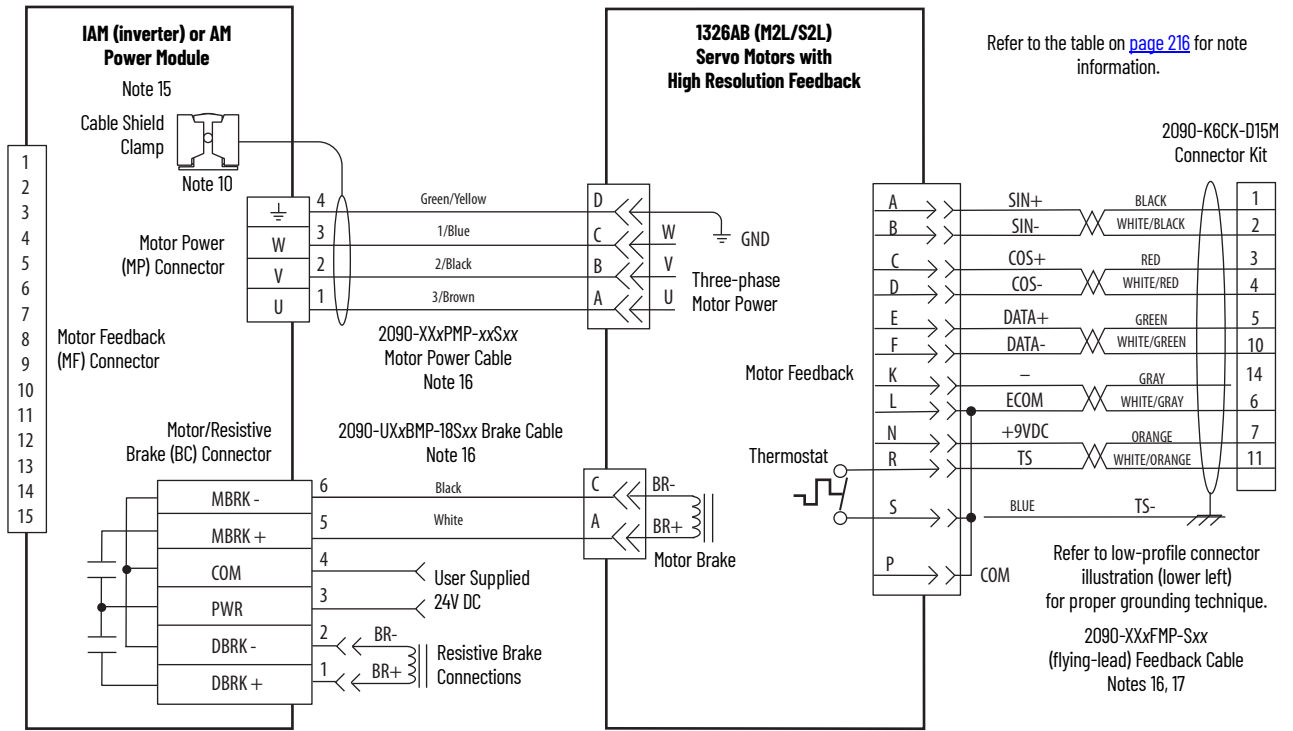 IAM (inverter) or AM
Power Module
Note 15
Cable Shield
Clamp
Note 10
1
2
3
4
5
6
7
8
9
10
11
12
13
14
15
Motor Power
(MP) Connector
⏚
W
V
U
4
3
2
1
Green/Yellow
1/Blue
2/Black
3/Brown
2090-XXxPMP-xxSxx
Motor Power Cable
Note 16
Motor Feedback
(MF) Connector
Motor/Resistive
Brake (BC) Connector
2090-UXxBMP-18Sxx Brake Cable
Note 16
MBRK -
MBRK +
COM
PWR
DBRK -
DBRK +
6
5
4
3
2
1
Black
White
User Supplied
24V DC
BR-
BR+
Resistive Brake
Connections
1326AB (M2L/S2L)
Servo Motors with
High Resolution Feedback
D
C
B
A
W
V
U
GND
Three-phase
Motor Power
C
A
BR-
BR+
Motor Brake
Motor Feedback
Thermostat
A
B
C
D
E
F
K
L
N
R
S
P
SIN+
SIN-
COS+
COS-
DATA+
DATA-
–
ECOM
+9VDC
TS
BLACK
WHITE/BLACK
RED
WHITE/RED
GREEN
WHITE/GREEN
GRAY
WHITE/GRAY
ORANGE
WHITE/ORANGE
BLUE
TS-
COM
Refer to the table on page 216 for note
information.
2090-K6CK-D15M
Connector Kit
1
2
3
4
5
10
14
6
7
11
Refer to low-profile connector
illustration (lower left)
for proper grounding technique.
2090-XXxFMP-Sxx
(flying-lead) Feedback Cable
Notes 16, 17